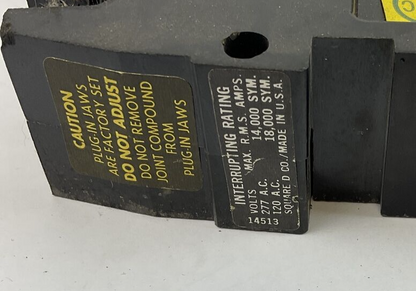 CAUTION
PLUG-IN JAWS
ARE FACTORY SET
DO NOT ADJUST
DO NOT REMOVE
JOINT COMPOUND
FROM
PLUG-IN JAWS
INTERRUPTING RATING
VOLTS MAX. R.M.S. AMPS.
277 A.C. 14,000 SYM.
120 A.C. 18,000 SYM.
SQUARE D CO./MADE IN U.S.A.
14513